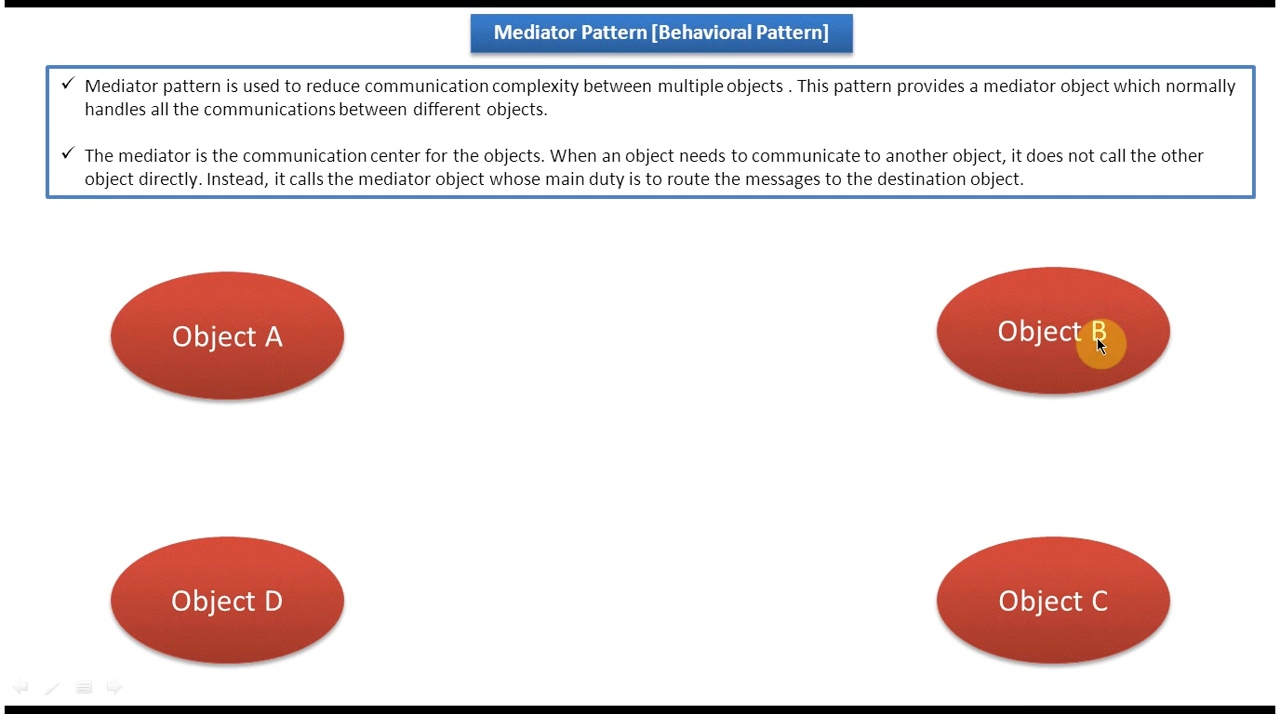 Mediator Pattern [Behavioral Pattern]
✓ Mediator pattern is used to reduce communication complexity between multiple objects . This pattern provides a mediator object which normally
handles all the communications between different objects.
✓ The mediator is the communication center for the objects. When an object needs to communicate to another object, it does not call the other
object directly. Instead, it calls the mediator object whose main duty is to route the messages to the destination object.
Object A
Object B
Object D
Object C